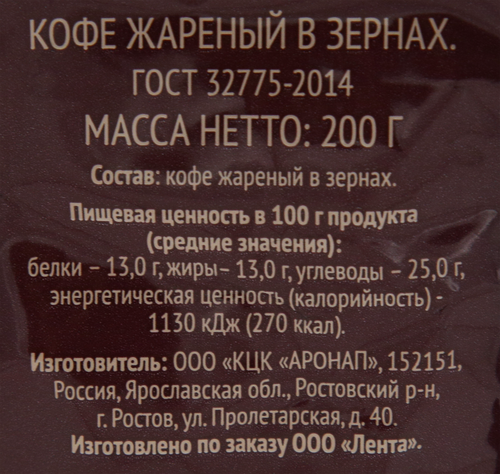 КОФЕ ЖАРЕНЫЙ В ЗЕРНАХ.
ГОСТ 32775-2014
МАССА НЕТТО: 200 Г
Состав: кофе жареный в зернах.
Пищевая ценность в 100 г продукта
(средние значения):
белки – 13,0 г, жиры– 13,0 г, углеводы – 25,0 г,
энергетическая ценность (калорийность) -
1130 кДж (270 ккал).
Изготовитель: ООО «КЦК «АРОНАП», 152151,
Россия, Ярославская обл., Ростовский р-н,
г. Ростов, ул. Пролетарская, д. 40.
Изготовлено по заказу ООО «Лента».